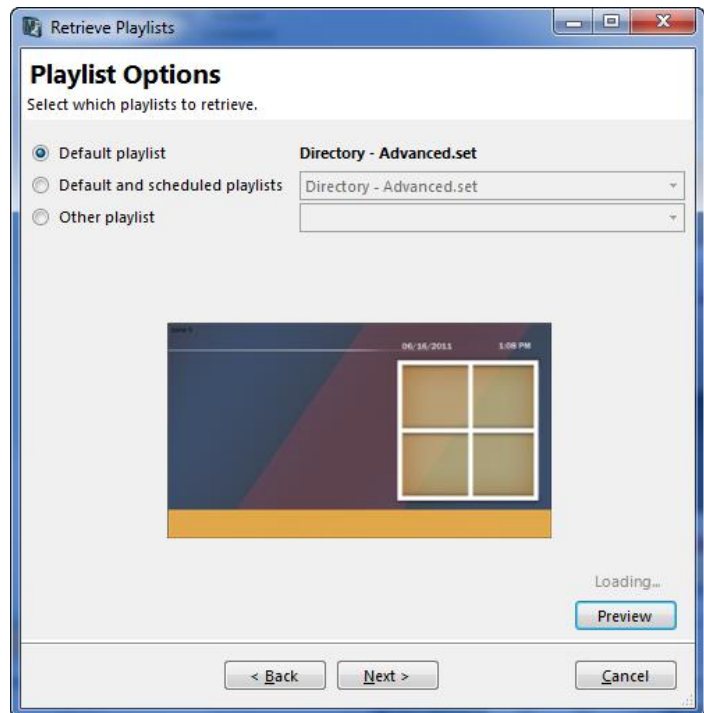 Retrieve Playlists
Playlist Options
Select which playlists to retrieve.
Default playlist Directory - Advanced.set
Default and scheduled playlists Directory - Advanced.set
Other playlist
06/16/2011 1:08 PM
Loading...
Preview
< Back Next > Cancel